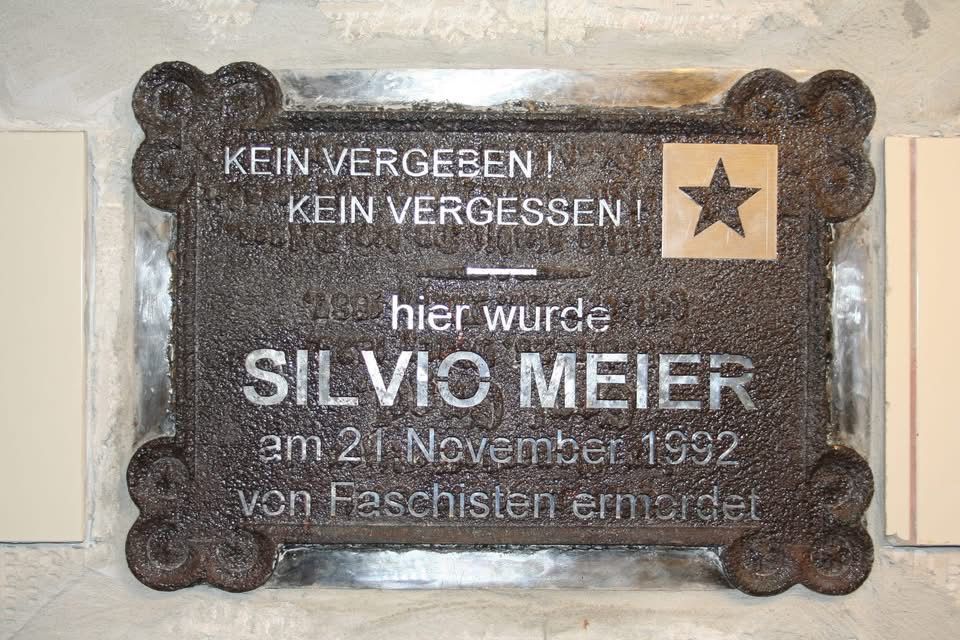 KEIN VERGEBEN !
KEIN VERGESSEN !
hier wurde
SILVIO MEIER
am 21 November 1992
von Faschisten ermordet